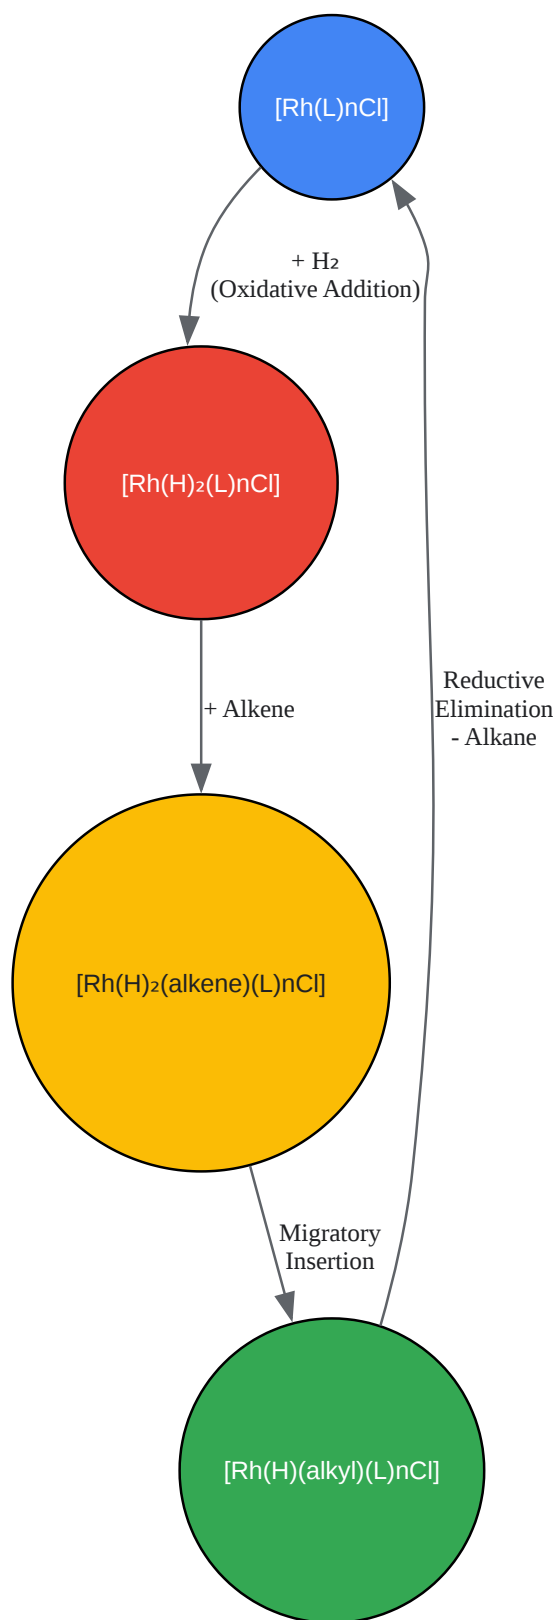 [Rh(L)nCl]
+ H₂
(Oxidative Addition)
[Rh(H)₂(L)nCl]
+ Alkene
Reductive
Elimination
- Alkane
[Rh(H)₂(alkene)(L)nCl]
Migratory
Insertion
[Rh(H)(alkyl)(L)nCl]